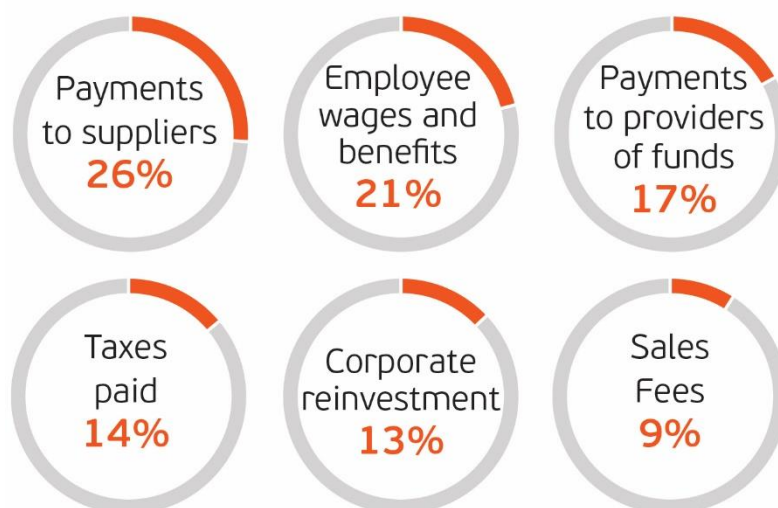 Payments
to suppliers
26%
Employee
wages and
benefits
21%
Payments
to providers
of funds
17%
Taxes
paid
14%
Corporate
reinvestment
13%
Sales
Fees
9%